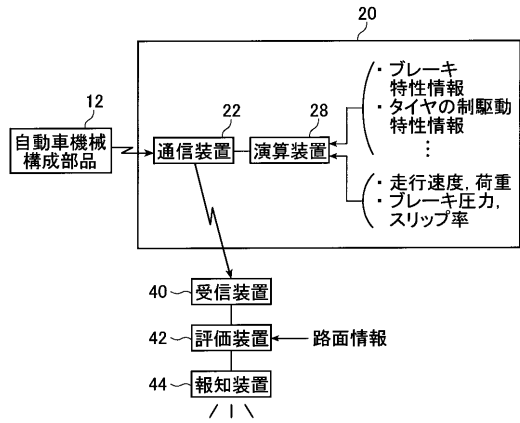 20
・ブレーキ
特性情報
・タイヤの制駆動
特性情報
…
12
自動車機械
構成部品
22
通信装置
28
演算装置
・走行速度, 荷重
・ブレーキ圧力,
スリップ率
40
受信装置
42
評価装置
路面情報
44
報知装置